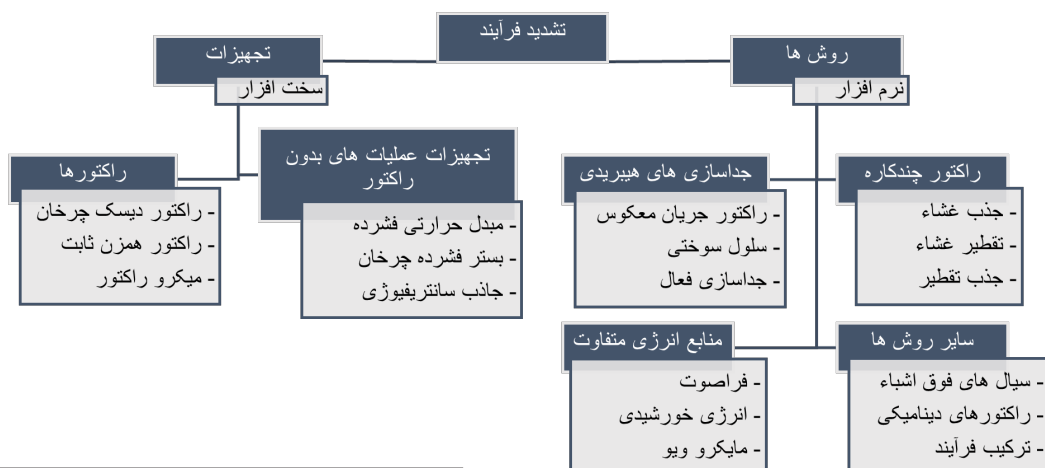 تشدید فرآیند
روش ها
نرم افزار
تجهیزات
سخت افزار
راکتور چندکاره
- جذب غشاء
- تقطیر غشاء
- جذب تقطیر
جداسازی های هیبریدی
- راکتور جریان معکوس
- سلول سوختی
- جداسازی فعال
تجهیزات عملیات های بدون
راکتور
- مبدل حرارتی فشرده
- بستر فشرده چرخان
- جاذب سانتریفیوژی
راکتورها
- راکتور دیسک چرخان
- راکتور همزن ثابت
- میکرو راکتور
سایر روش ها
- سیال های فوق اشباء
- راکتورهای دینامیکی
- ترکیب فرآیند
منابع انرژی متفاوت
- فراصوت
- انرژی خورشیدی
- مایکرو ویو